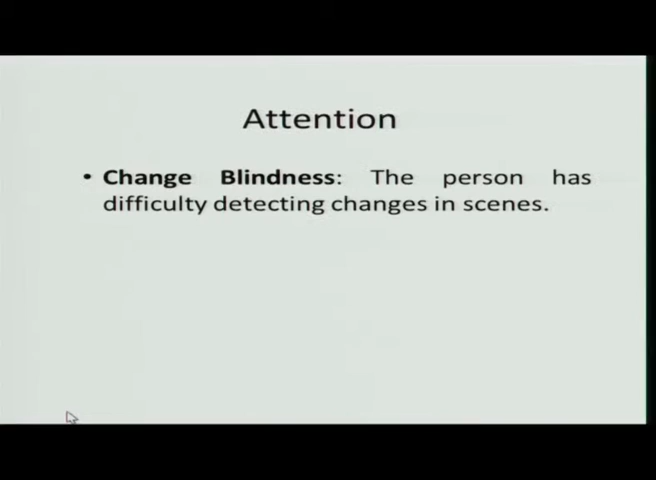 Attention
• Change Blindness: The person has
difficulty detecting changes in scenes.